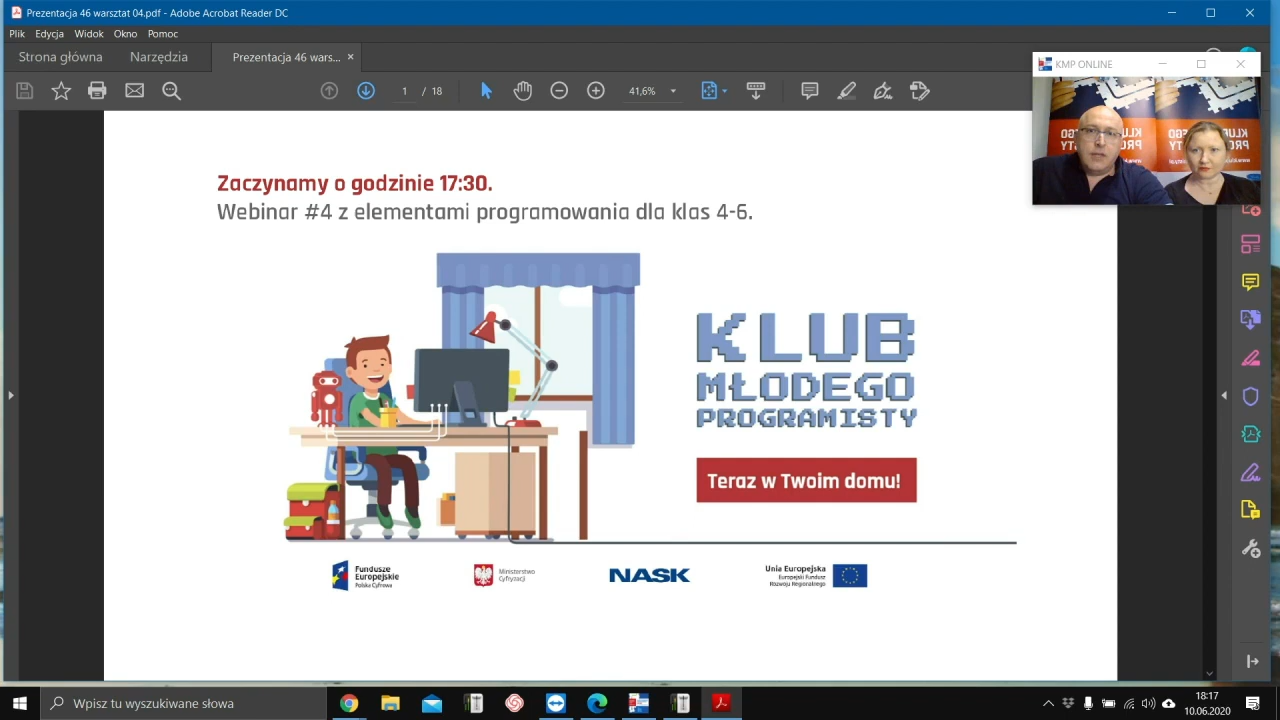 Prezentacja 46 warsztat 04.pdf - Adobe Acrobat Reader DC
Plik Edycja Widok Okno Pomoc
Strona główna Narzędzia Prezentacja 46 wars... ×
1 / 18 41,6%
KMP ONLINE
Zaczynamy o godzinie 17:30.
Webinar #4 z elementami programowania dla klas 4-6.
KLUB
MŁODEGO
PROGRAMISTY
Teraz w Twoim domu!
Fundusze
Europejskie
Polska Cyfrowa
Ministerstwo
Cyfryzacji
NASK
Unia Europejska
Europejski Fundusz
Rozwoju Regionalnego
Wpisz tu wyszukiwane słowa
18:17
10.06.2020